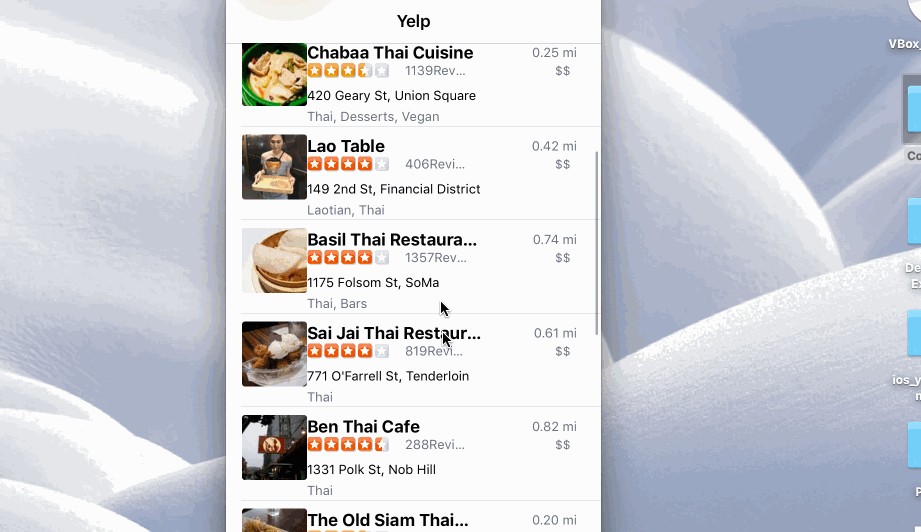 Yelp
Chabaa Thai Cuisine 0.25 mi
1139Rev... $$
420 Geary St, Union Square
Thai, Desserts, Vegan
Lao Table 0.42 mi
406Revi... $$
149 2nd St, Financial District
Laotian, Thai
Basil Thai Restaura... 0.74 mi
1357Rev... $$
1175 Folsom St, SoMa
Thai, Bars
Sai Jai Thai Restaur... 0.61 mi
819Revi... $$
771 O'Farrell St, Tenderloin
Thai
Ben Thai Cafe 0.82 mi
288Revi... $$
1331 Polk St, Nob Hill
Thai
The Old Siam Thai... 0.20 mi
VBox_
Co
De
E
ios_y